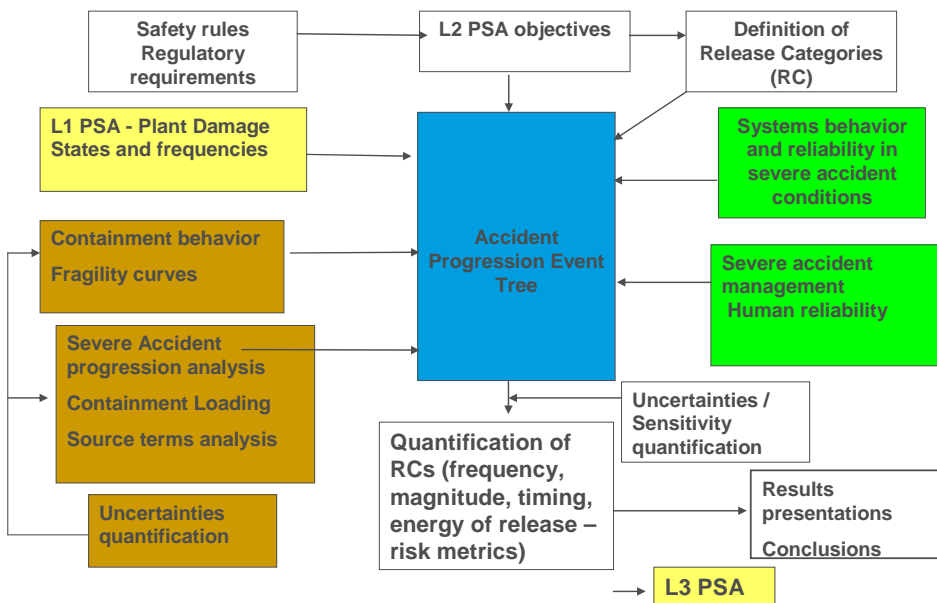 Safety rules
Regulatory
requirements
L2 PSA objectives
Definition of
Release Categories
(RC)
L1 PSA - Plant Damage
States and frequencies
Systems behavior
and reliability in
severe accident
conditions
Containment behavior
Fragility curves
Accident
Progression Event
Tree
Severe accident
management
Human reliability
Severe Accident
progression analysis
Containment Loading
Source terms analysis
Uncertainties /
Sensitivity
quantification
Quantification of
RCs (frequency,
magnitude, timing,
energy of release –
risk metrics)
Uncertainties
quantification
Results
presentations
Conclusions
L3 PSA